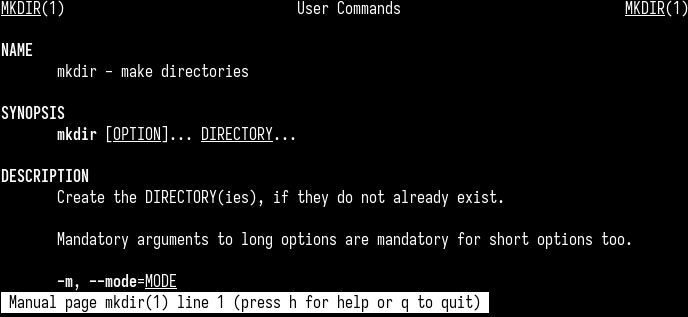 MKDIR(1) User Commands MKDIR(1)
NAME
mkdir - make directories
SYNOPSIS
mkdir [OPTION]... DIRECTORY...
DESCRIPTION
Create the DIRECTORY(ies), if they do not already exist.
Mandatory arguments to long options are mandatory for short options too.
-m, --mode=MODE
Manual page mkdir(1) line 1 (press h for help or q to quit)